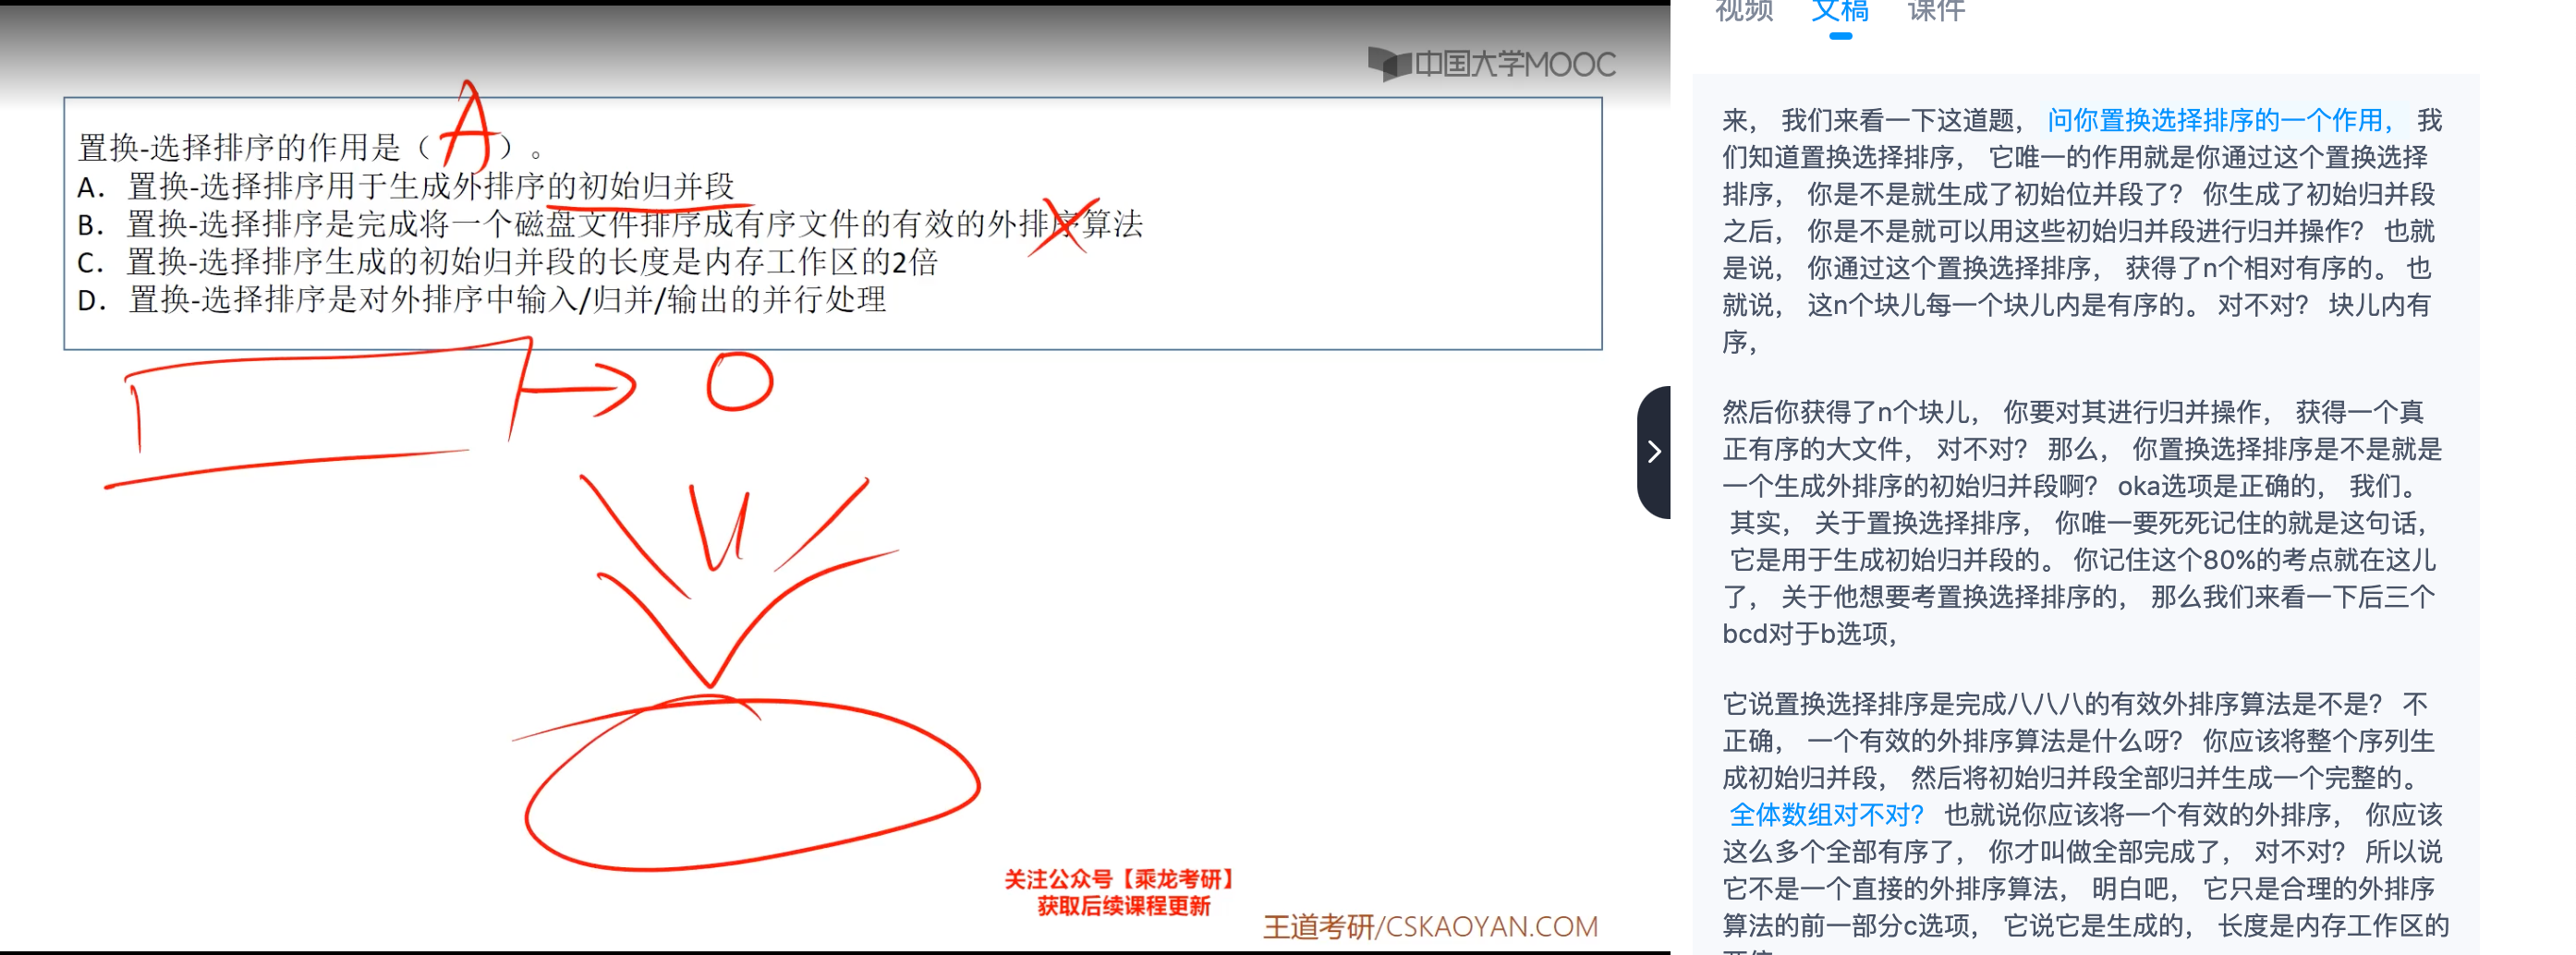 中国大学MOOC
置换-选择排序的作用是（A）。
A. 置换-选择排序用于生成外排序的初始归并段
B. 置换-选择排序是完成将一个磁盘文件排序成有序文件的有效的外排序算法
C. 置换-选择排序生成的初始归并段的长度是内存工作区的2倍
D. 置换-选择排序是对外排序中输入/归并/输出的并行处理
关注公众号【乘龙考研】
获取后续课程更新
王道考研/CSKAOYAN.COM
视频 文稿 课件
来， 我们来看一下这道题， 问你置换选择排序的一个作用， 我
们知道置换选择排序， 它唯一的作用就是你通过这个置换选择
排序， 你是不是就生成了初始位并段了？ 你生成了初始归并段
之后， 你是不是就可以用这些初始归并段进行归并操作？ 也就
是说， 你通过这个置换选择排序， 获得了n个相对有序的。 也
就说， 这n个块儿每一个块儿内是有序的。 对不对？ 块儿内有
序，
然后你获得了n个块儿， 你要对其进行归并操作， 获得一个真
正有序的大文件， 对不对？ 那么， 你置换选择排序是不是就是
一个生成外排序的初始归并段啊？ oka选项是正确的， 我们。
其实， 关于置换选择排序， 你唯一要死死记住的就是这句话，
它是用于生成初始归并段的。 你记住这个80%的考点就在这儿
了， 关于他想要考置换选择排序的， 那么我们来看一下后三个
bcd对于b选项，
它说置换选择排序是完成八八八的有效外排序算法是不是？ 不
正确， 一个有效的外排序算法是什么呀？ 你应该将整个序列生
成初始归并段， 然后将初始归并段全部归并生成一个完整的。
全体数组对不对？ 也就说你应该将一个有效的外排序， 你应该
这么多个全部有序了， 你才叫做全部完成了， 对不对？ 所以说
它不是一个直接的外排序算法， 明白吧， 它只是合理的外排序
算法的前一部分c选项， 它说它是生成的， 长度是内存工作区的